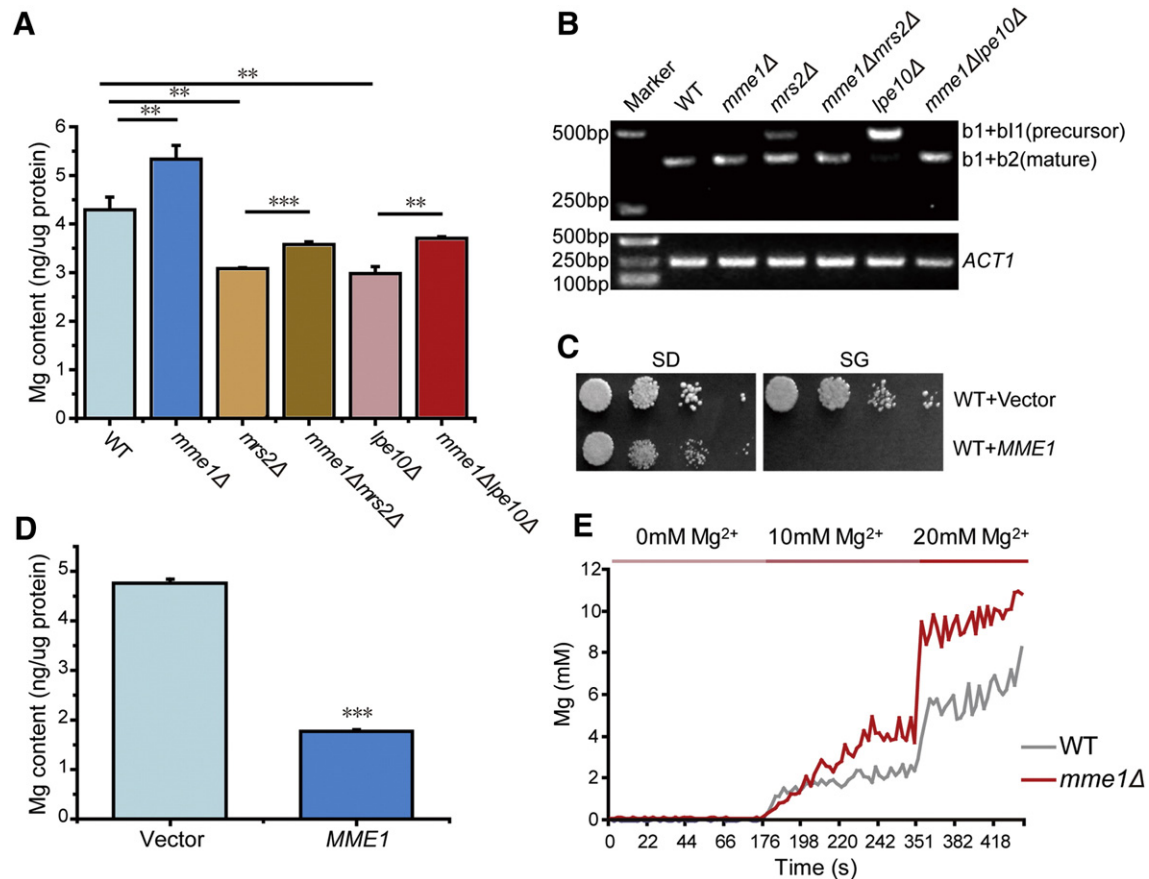 A
** 
**
**
***
**
Mg content (ng/ug protein)
6
5
4
3
2
1
0
WT
mme1Δ
mrs2Δ
mme1Δmrs2Δ
lpe10Δ
mme1Δlpe10Δ
B
Marker
WT
mme1Δ
mrs2Δ
mme1Δmrs2Δ
lpe10Δ
mme1Δlpe10Δ
500bp
250bp
b1+bI1(precursor)
b1+b2(mature)
500bp
250bp
100bp
ACT1
C
SD SG
WT+Vector
WT+MME1
D
Mg content (ng/ug protein)
5
4
3
2
1
0
***
Vector MME1
E
0mM Mg²⁺ 10mM Mg²⁺ 20mM Mg²⁺
Mg (mM)
12
10
8
6
4
2
0
WT
mme1Δ
0 22 44 66 176 198 220 242 351 382 418
Time (s)